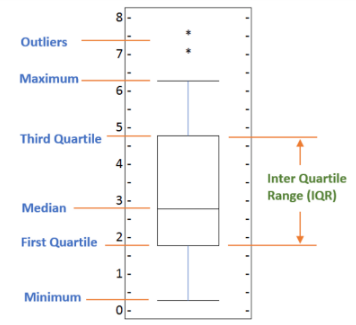 8
Outliers
7
Maximum
6
5
Third Quartile
4
Inter Quartile
Range (IQR)
3
Median
First Quartile
2
1
Minimum
0